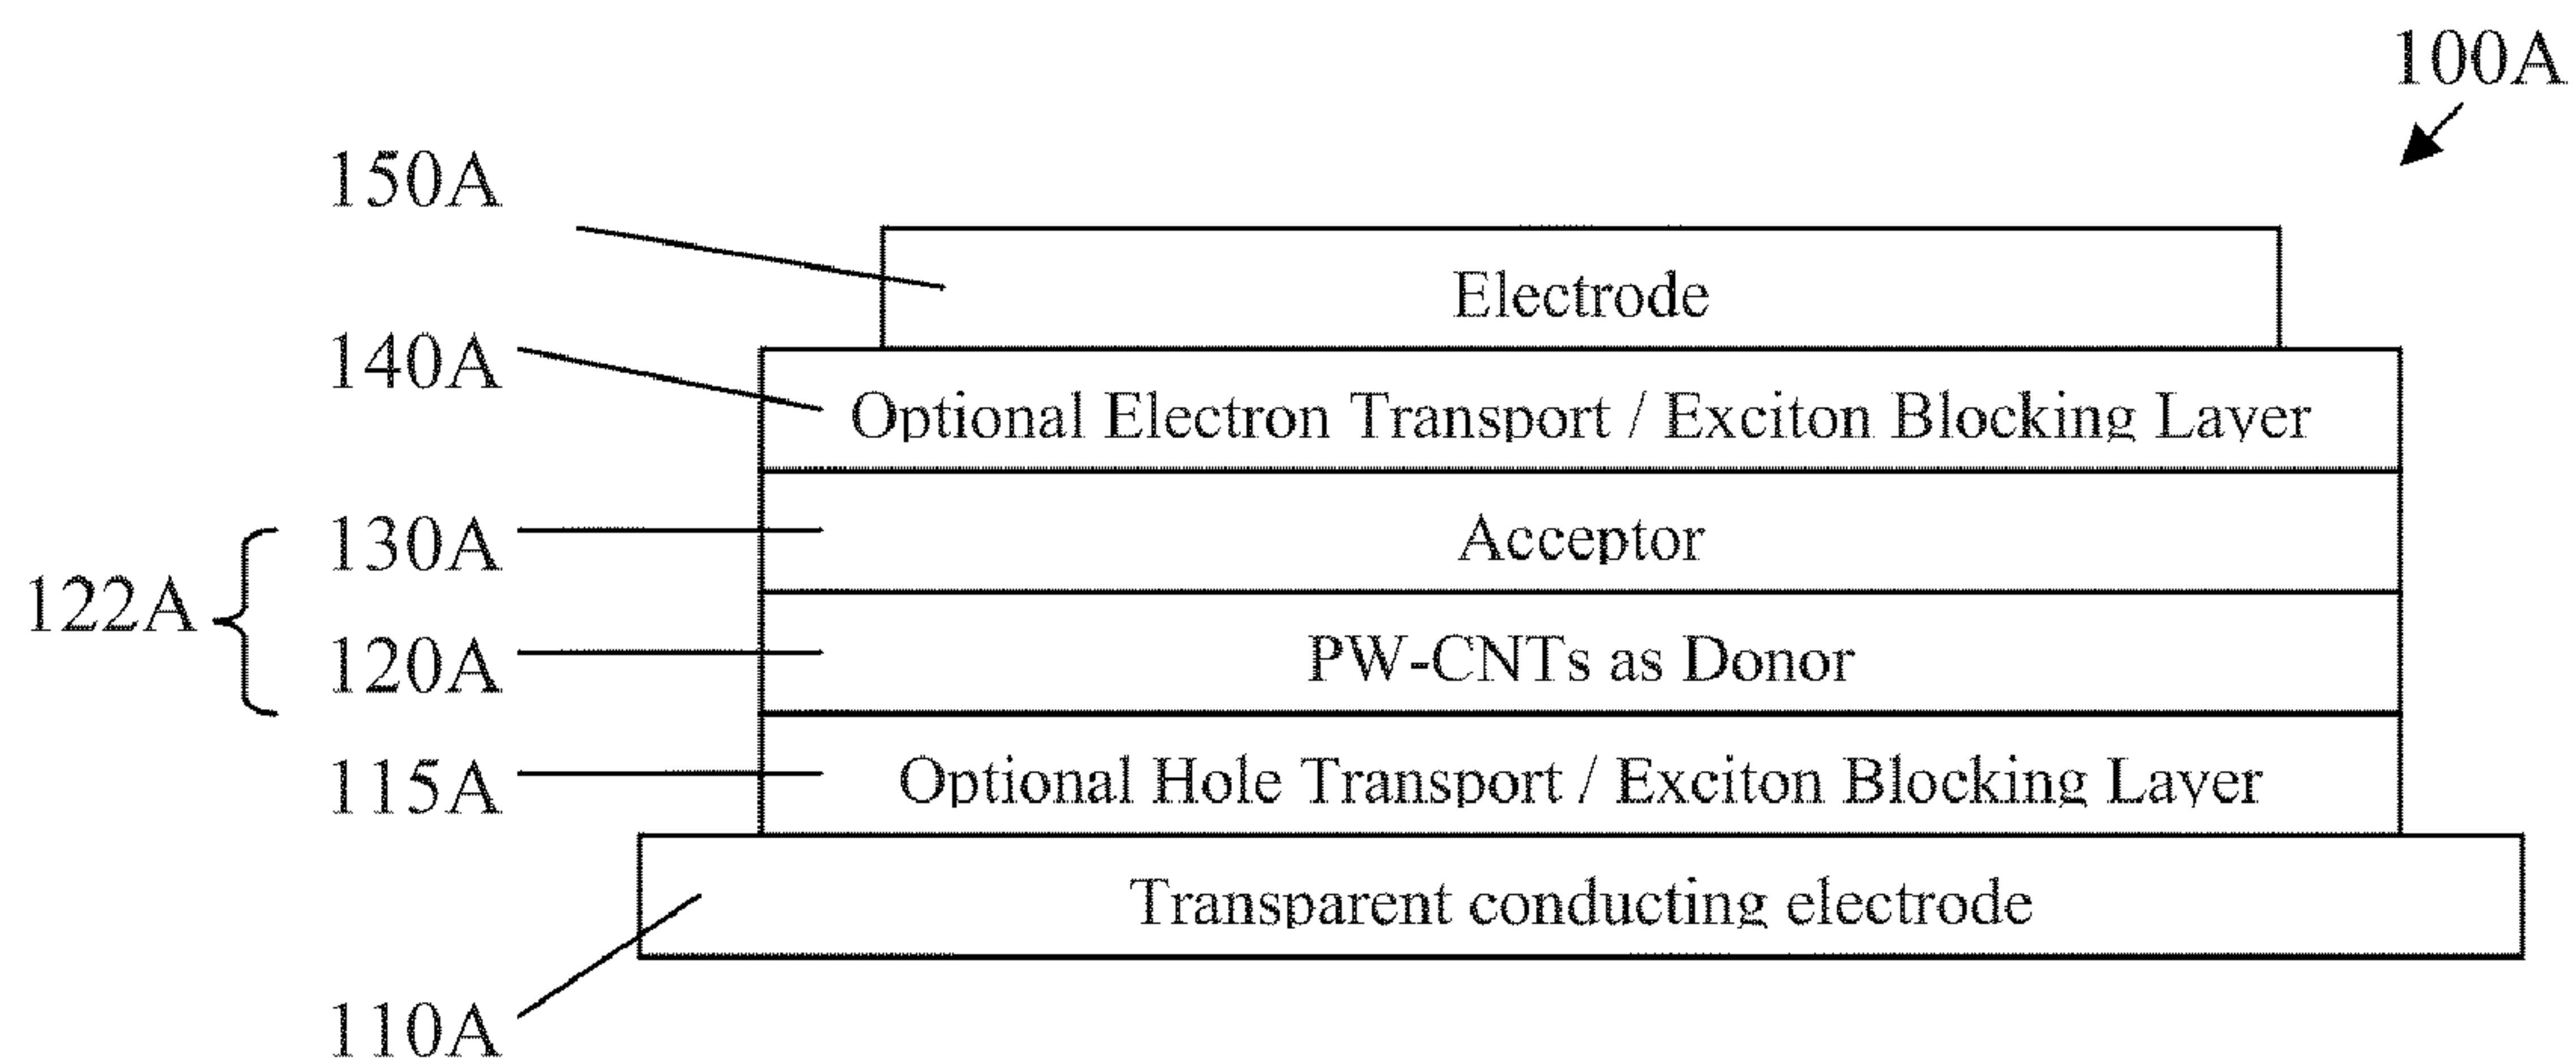 100A
150A
Electrode
140A
Optional Electron Transport / Exciton Blocking Layer
130A
Acceptor
122A
120A
PW-CNTs as Donor
115A
Optional Hole Transport / Exciton Blocking Layer
Transparent conducting electrode
110A